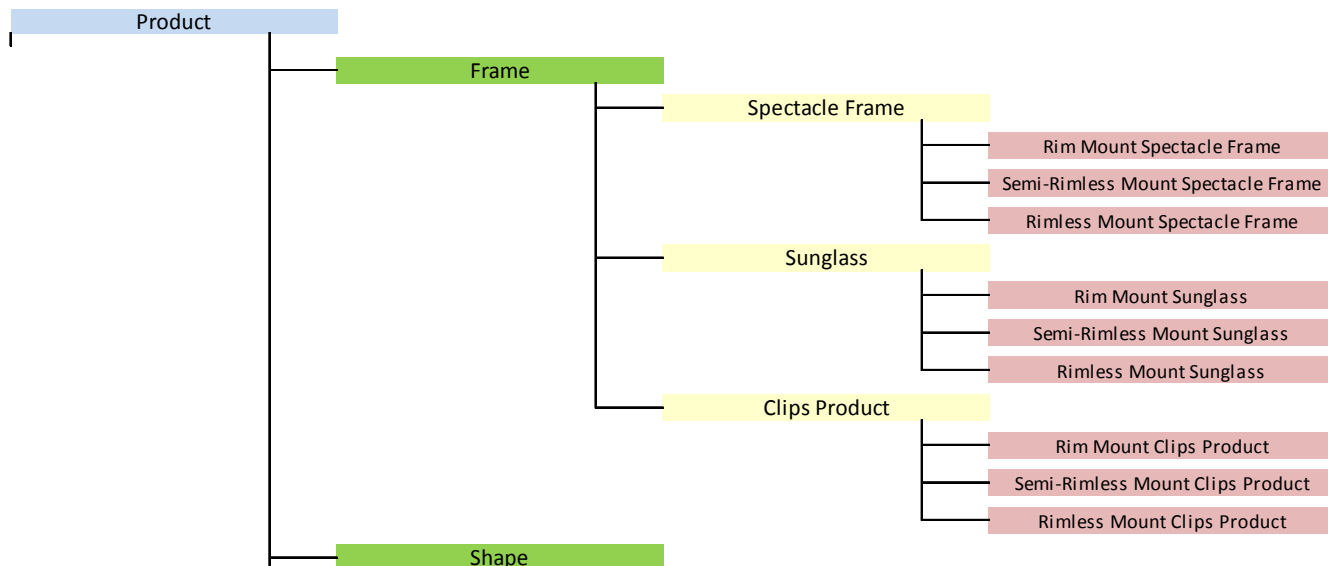 Product
Frame
Spectacle Frame
Rim Mount Spectacle Frame
Semi-Rimless Mount Spectacle Frame
Rimless Mount Spectacle Frame
Sunglass
Rim Mount Sunglass
Semi-Rimless Mount Sunglass
Rimless Mount Sunglass
Clips Product
Rim Mount Clips Product
Semi-Rimless Mount Clips Product
Rimless Mount Clips Product
Shape